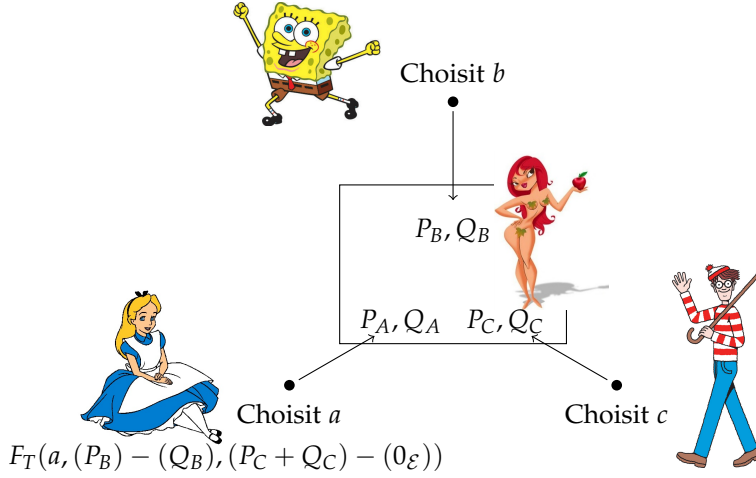 Choisit b
P_B, Q_B
P_A, Q_A P_C, Q_C
Choisit a Choisit c
F_T(a, (P_B) − (Q_B), (P_C + Q_C) − (0_ℰ))